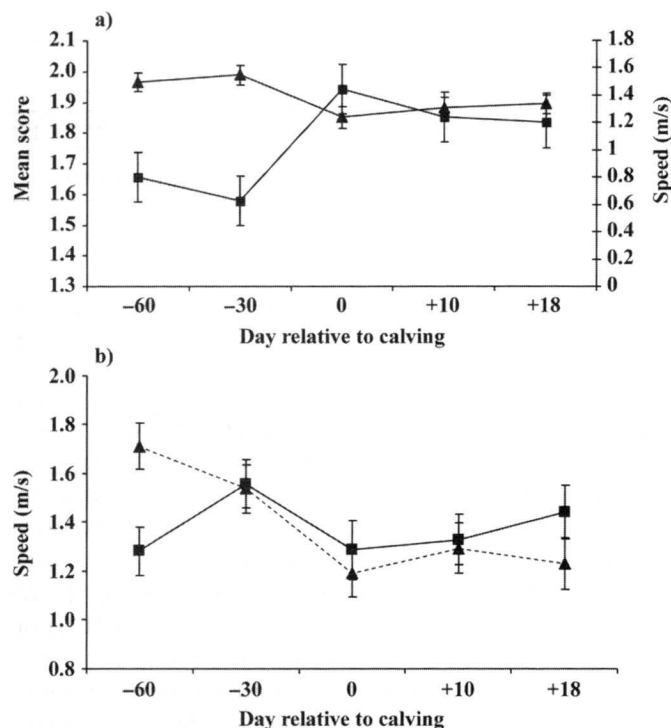 a)
2.1
2.0
1.9
1.8
1.7
1.6
1.5
1.4
1.3
Mean score
1.8
1.6
1.4
1.2
1
0.8
0.6
0.4
0.2
0
Speed (m/s)
–60 –30 0 +10 +18
Day relative to calving
b)
2.0
1.8
1.6
1.4
1.2
1.0
0.8
Speed (m/s)
–60 –30 0 +10 +18
Day relative to calving